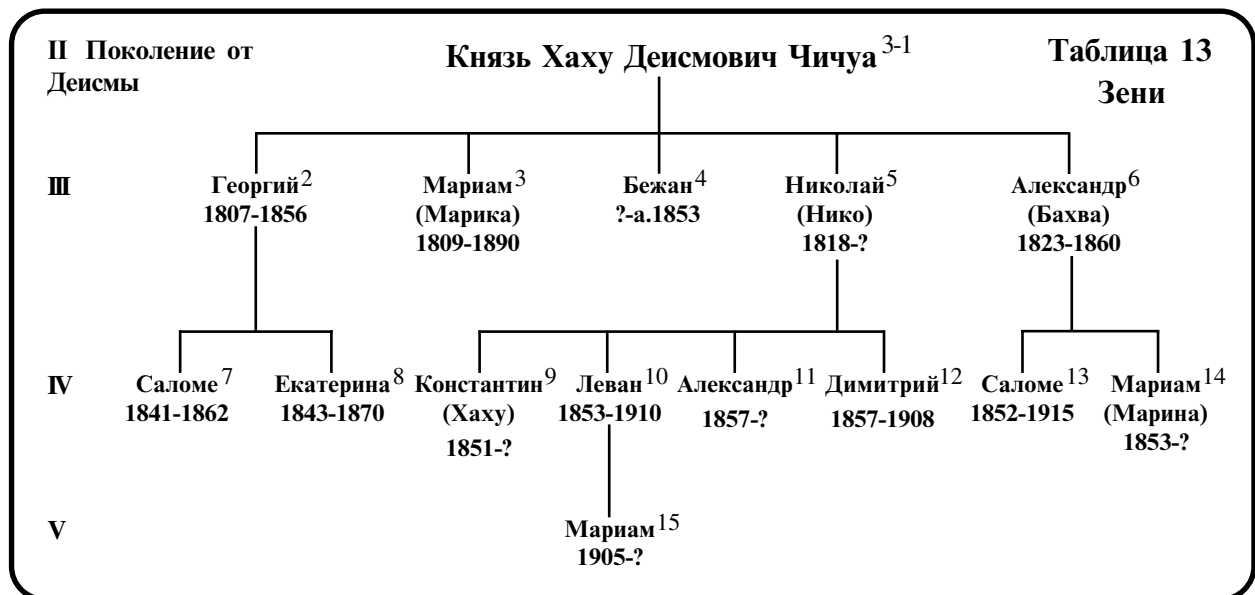 II Поколение от
Деисмы
Князь Хаху Деисмович Чичуа 3-1
Таблица 13
Зени
III
Георгий 2
1807-1856
Мариам 3
(Марика)
1809-1890
Бежан 4
?-а.1853
Николай 5
(Нико)
1818-?
Александр 6
(Бахва)
1823-1860
IV
Саломе 7
1841-1862
Екатерина 8
1843-1870
Константин 9
(Хаху)
1851-?
Леван 10
1853-1910
Александр 11
1857-?
Димитрий 12
1857-1908
Саломе 13
1852-1915
Мариам 14
(Марина)
1853-?
V
Мариам 15
1905-?